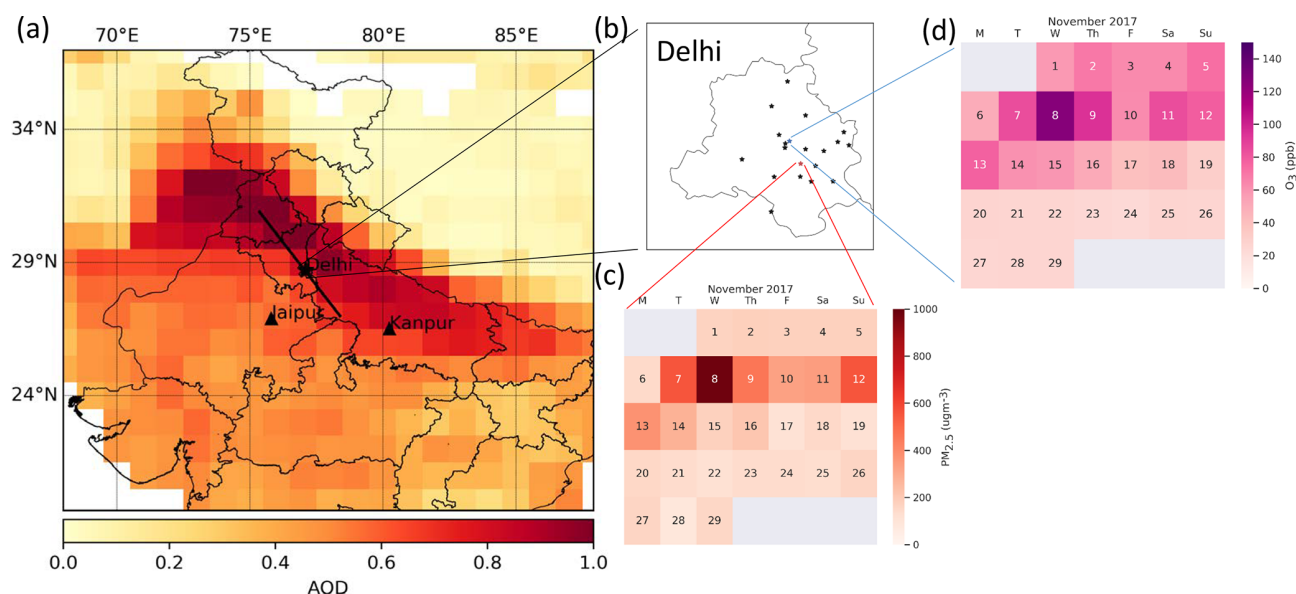 (a)
70°E 75°E 80°E 85°E
34°N
29°N
24°N
Delhi
Jaipur
Kanpur
0.0 0.2 0.4 0.6 0.8 1.0
AOD
(b)
Delhi
(c)
November 2017
M T W Th F Sa Su
1 2 3 4 5
6 7 8 9 10 11 12
13 14 15 16 17 18 19
20 21 22 23 24 25 26
27 28 29
1000
800
600
400
200
0
PM2.5 (ugm-3)
(d)
November 2017
M T W Th F Sa Su
1 2 3 4 5
6 7 8 9 10 11 12
13 14 15 16 17 18 19
20 21 22 23 24 25 26
27 28 29
140
120
100
80
60
40
20
0
O3 (ppb)